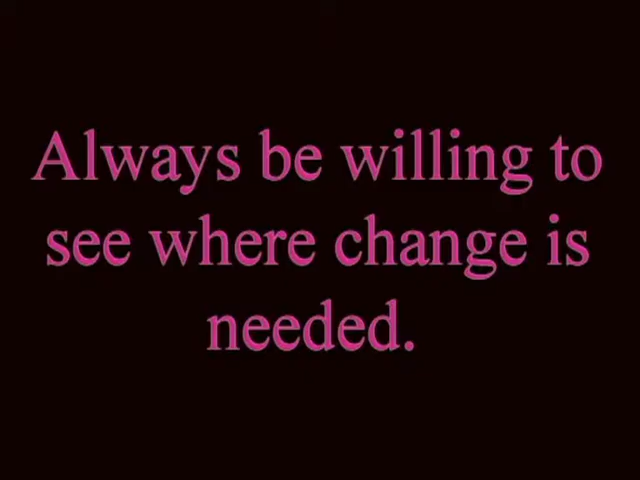 Always be willing to
see where change is
needed.